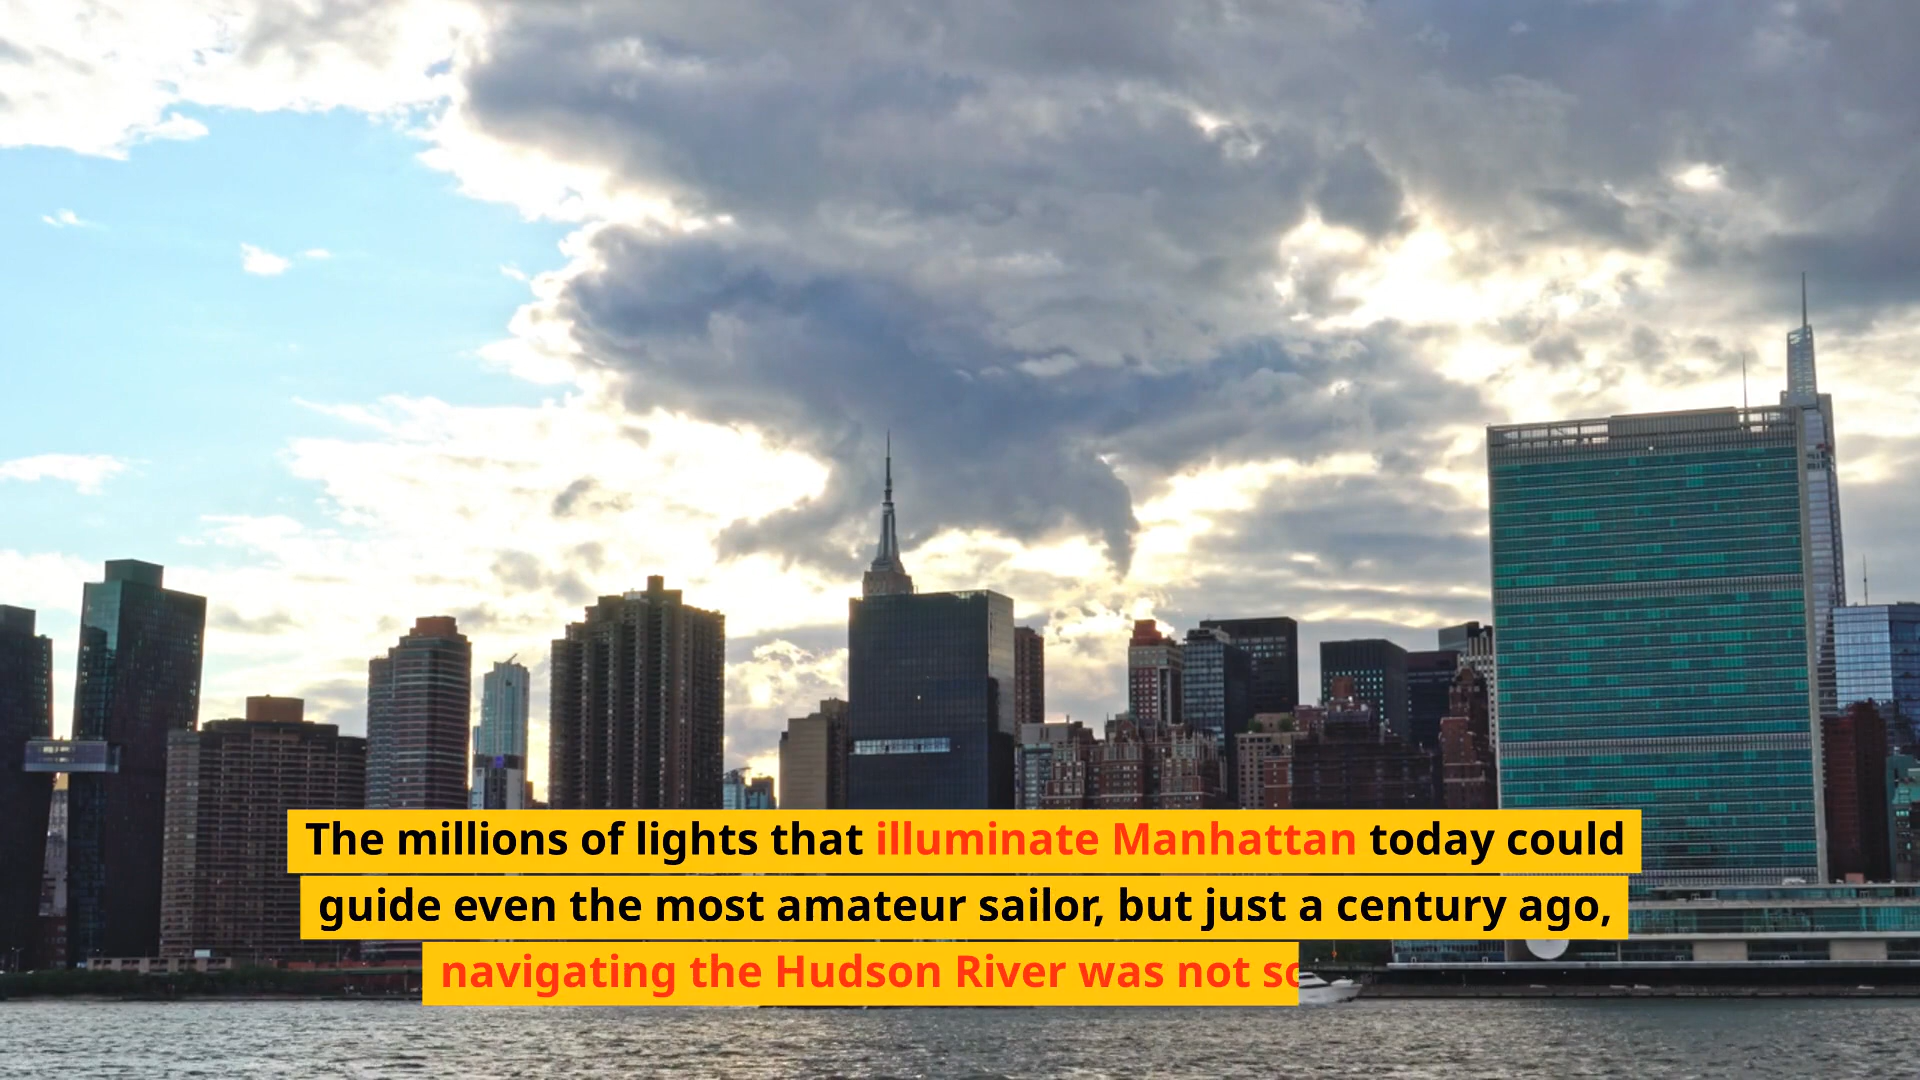 The millions of lights that illuminate Manhattan today could
guide even the most amateur sailor, but just a century ago,
navigating the Hudson River was not